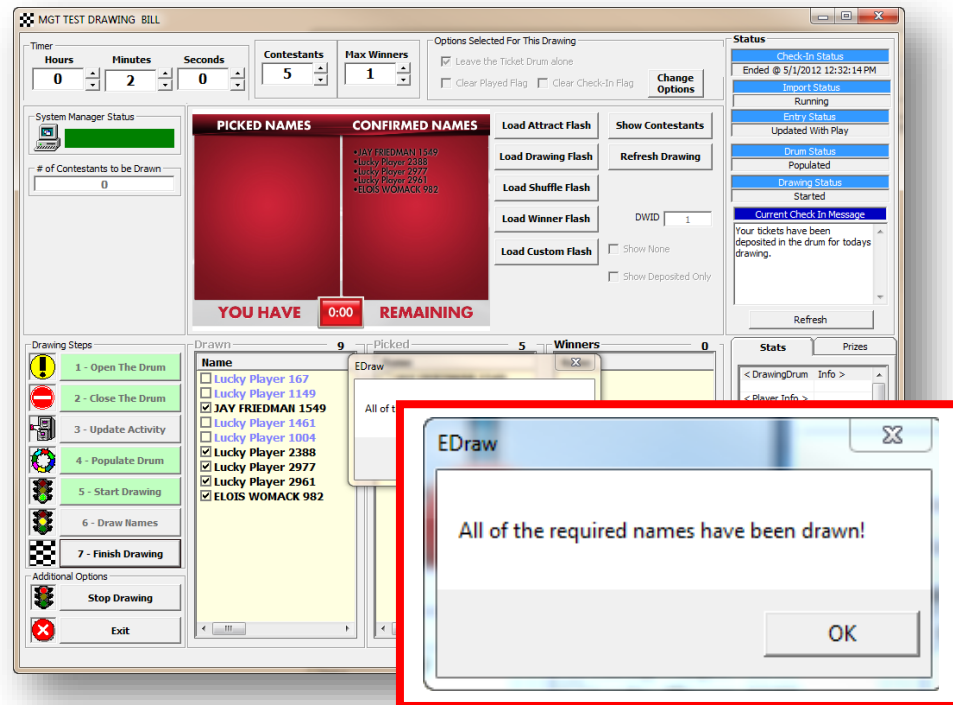 MGT TEST DRAWING BILL
Timer
Hours Minutes Seconds
0 2 0
Contestants Max Winners
5 1
Options Selected For This Drawing
Leave the Ticket Drum alone
Clear Played Flag Clear Check-In Flag
Change Options
Status
Check-In Status
Ended @ 5/1/2012 12:32:14 PM
Import Status
Running
Entry Status
Updated With Play
Drum Status
Populated
Drawing Status
Started
Current Check In Message
Your tickets have been
deposited in the drum for todays
drawing.
Refresh
System Manager Status
# of Contestants to be Drawn
0
PICKED NAMES CONFIRMED NAMES
•JAY FRIEDMAN 1549
•Lucky Player 2388
•Lucky Player 2977
•Lucky Player 2961
•ELOIS WOMACK 982
YOU HAVE 0:00 REMAINING
Load Attract Flash Show Contestants
Load Drawing Flash Refresh Drawing
Load Shuffle Flash
Load Winner Flash DWID 1
Load Custom Flash Show None
Show Deposited Only
Drawing Steps
1 - Open The Drum
2 - Close The Drum
3 - Update Activity
4 - Populate Drum
5 - Start Drawing
6 - Draw Names
7 - Finish Drawing
Additional Options
Stop Drawing
Exit
Drawn 9 Picked 5 Winners 0
Name
Lucky Player 167
Lucky Player 1149
JAY FRIEDMAN 1549
Lucky Player 1461
Lucky Player 1004
Lucky Player 2388
Lucky Player 2977
Lucky Player 2961
ELOIS WOMACK 982
Stats Prizes
< DrawingDrum Info >
< Player Info >
EDraw
All of
EDraw
All of the required names have been drawn!
OK